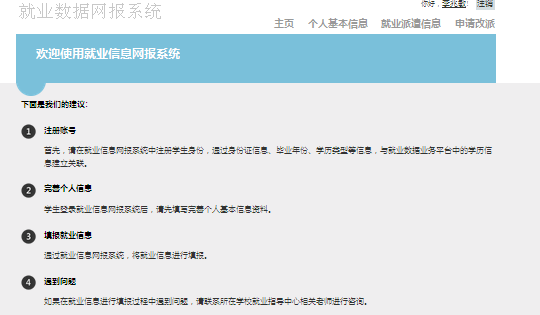 就业数据网报系统
你好，李兆勤！ 注销
主页 个人基本信息 就业派遣信息 申请改派
欢迎使用就业信息网报系统
下面是我们的建议：
1 注册帐号
首先，请在就业信息网报系统中注册学生身份，通过身份证信息、毕业年份、学历类型等信息，与就业数据业务平台中的学历信
息建立关联。
2 完善个人信息
学生登录就业信息网报系统后，请先填写完善个人基本信息资料。
3 填报就业信息
通过就业信息网报系统，将就业信息进行填报。
4 遇到问题
如果在就业信息进行填报过程中遇到问题，请联系所在学校就业指导中心相关老师进行咨询。